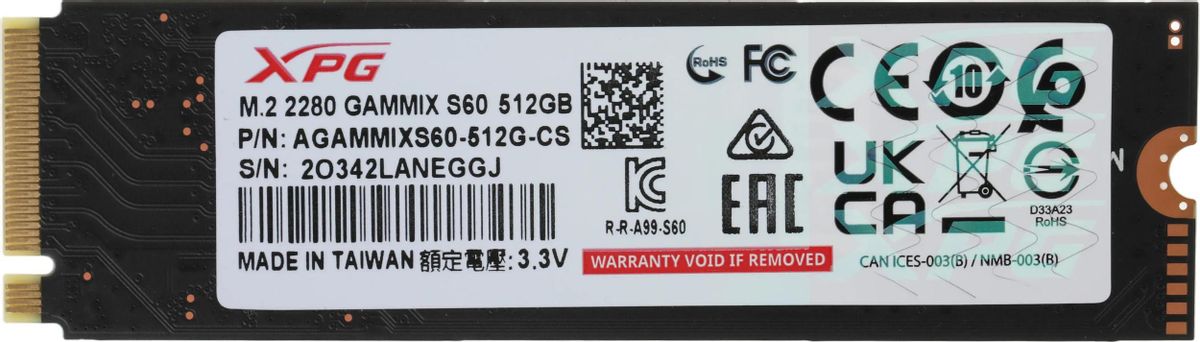 XPG
M.2 2280 GAMMIX S60 512GB
P/N: AGAMMIXS60-512G-CS
S/N: 2O342LANEGGJ
MADE IN TAIWAN 額定電壓: 3.3V
R-R-A99-S60
RoHS
FC
CE
10
UK
CA
EAC
D33A23
RoHS
WARRANTY VOID IF REMOVED
CAN ICES-003(B) / NMB-003(B)
XPG
M